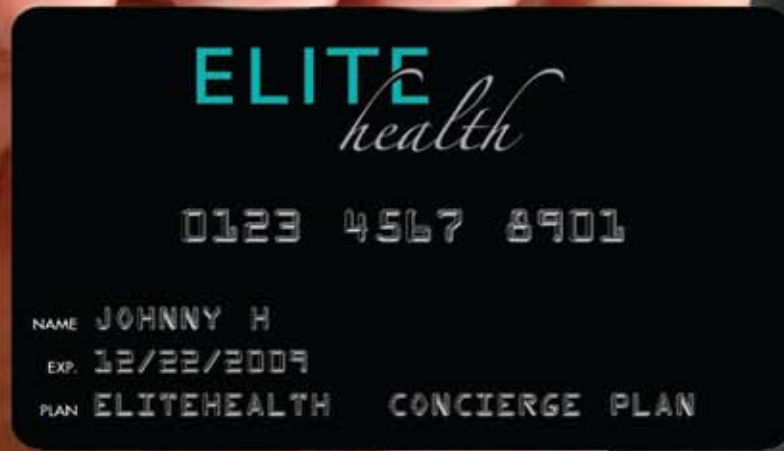 ELITE
health
0123 4567 8901
NAME JOHNNY H
EXP. 12/22/2009
PLAN ELITEHEALTH CONCIERGE PLAN